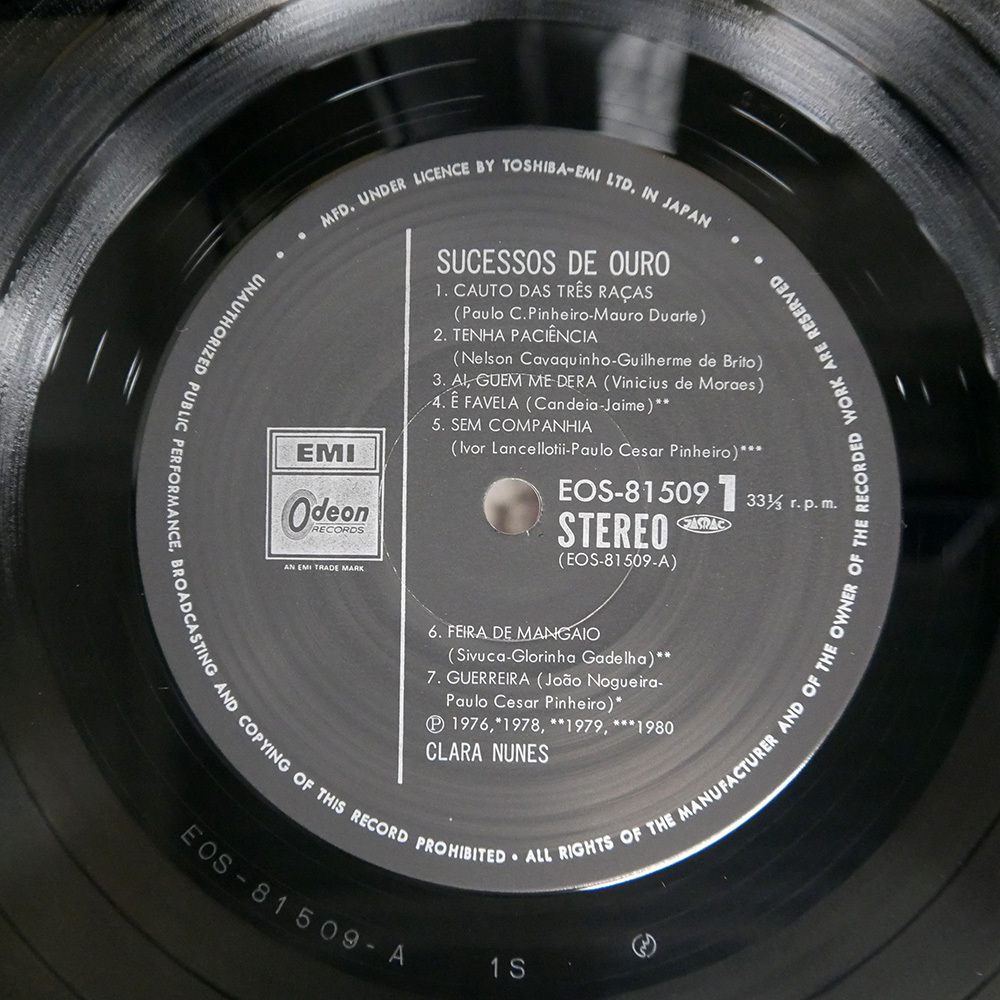 MFD. UNDER LICENCE BY TOSHIBA-EMI LTD. IN JAPAN
SUCESSOS DE OURO
1. CAUTO DAS TRÊS RAÇAS
(Paulo C.Pinheiro-Mauro Duarte)
2. TENHA PACIÊNCIA
(Nelson Cavaquinho-Guilherme de Brito)
3. AI, GUEM ME DERA (Vinicius de Moraes)
4. Ê FAVELA (Candeia-Jaime)**
5. SEM COMPANHIA
(Ivor Lancellotii-Paulo Cesar Pinheiro)***
EMI
Odeon
RECORDS
AN EMI TRADE MARK
EOS-81509 1 33⅓ r.p.m.
STEREO JASRAC
(EOS-81509-A)
6. FEIRA DE MANGAIO
(Sivuca-Glorinha Gadelha)**
7. GUERREIRA (João Nogueira-
Paulo Cesar Pinheiro)*
Ⓟ 1976,*1978, **1979, ***1980
CLARA NUNES
UNAUTHORIZED PUBLIC PERFORMANCE, BROADCASTING AND COPYING OF THIS RECORD PROHIBITED • ALL RIGHTS OF THE MANUFACTURER AND OF THE OWNER OF THE RECORDED WORK ARE RESERVED
EOS-81509-A 1S